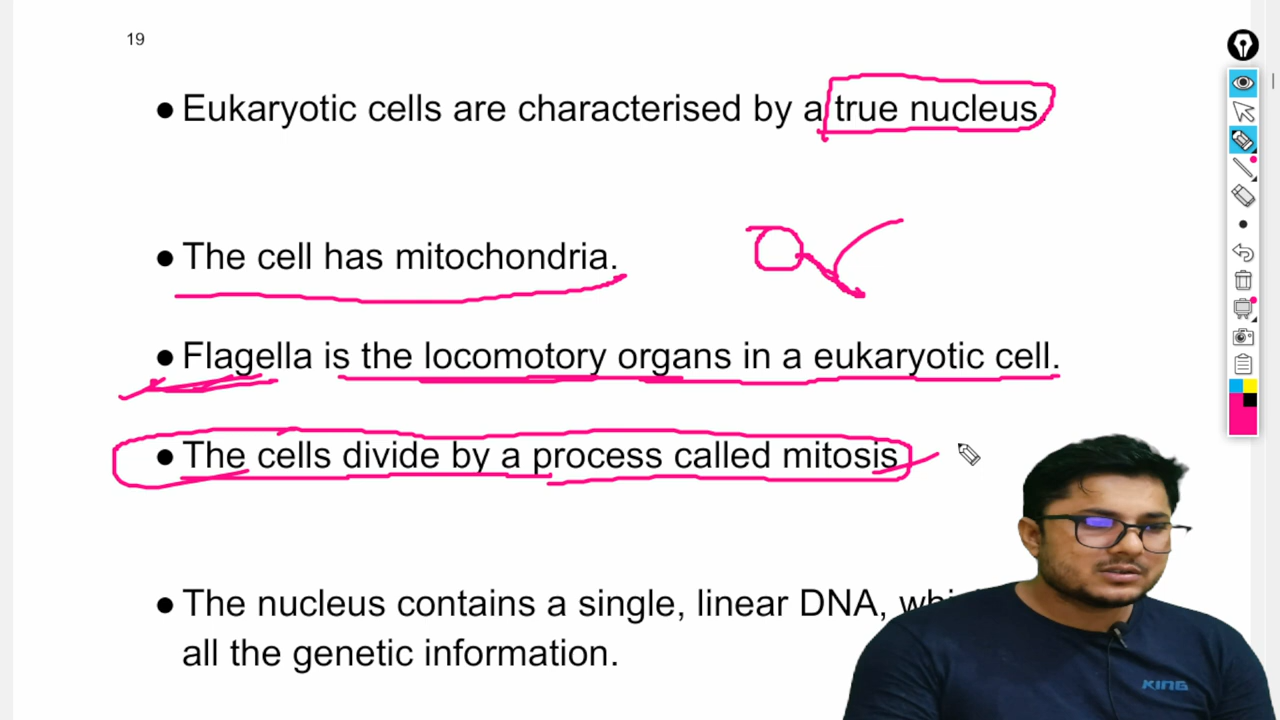 19
● Eukaryotic cells are characterised by a true nucleus
● The cell has mitochondria.
● Flagella is the locomotory organs in a eukaryotic cell.
● The cells divide by a process called mitosis
● The nucleus contains a single, linear DNA,
all the genetic information.
KING